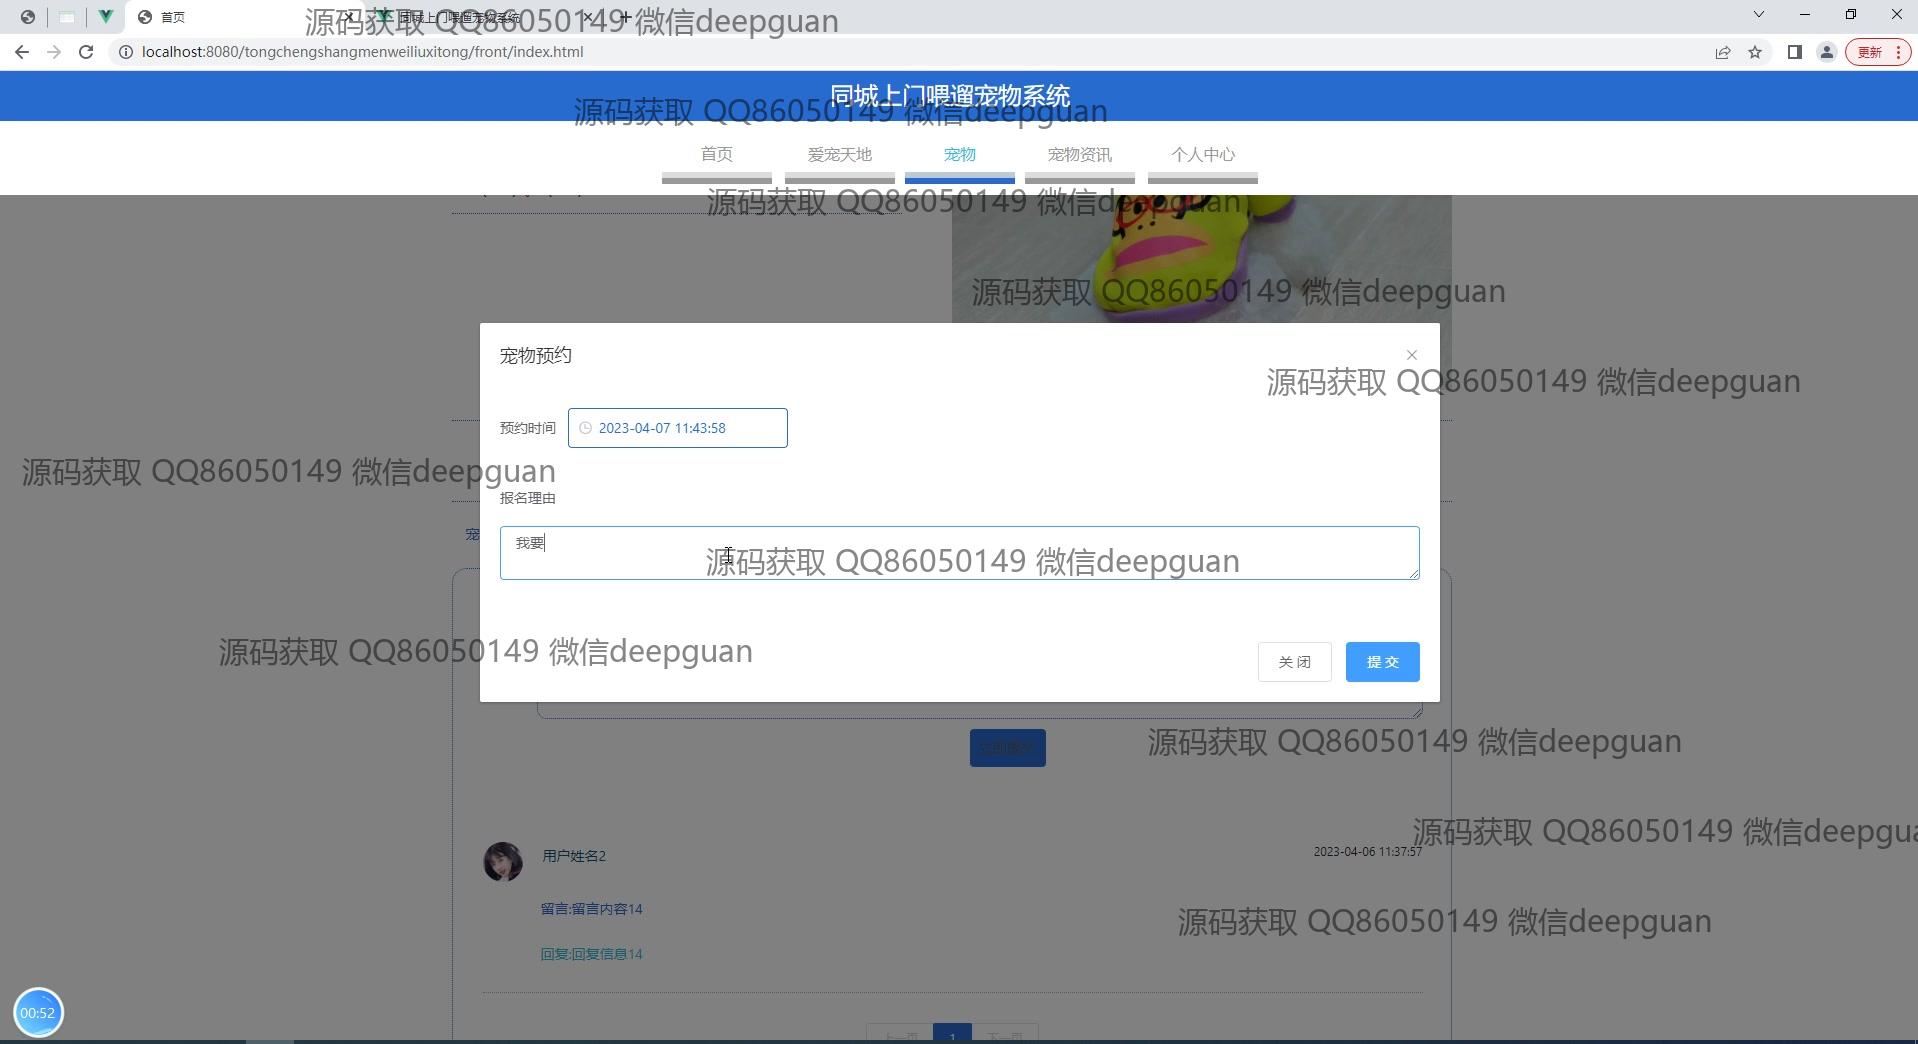 首页
同城上门喂遛宠物系统
源码获取 QQ86050149 微信deepguan
localhost:8080/tongchengshangmenweiliuxitong/front/index.html
更新
同城上门喂遛宠物系统
源码获取 QQ86050149 微信deepguan
首页
爱宠天地
宠物
宠物资讯
个人中心
源码获取 QQ86050149 微信deepguan
源码获取 QQ86050149 微信deepguan
宠物预约
源码获取 QQ86050149 微信deepguan
预约时间
2023-04-07 11:43:58
源码获取 QQ86050149 微信deepguan
报名理由
宠
我要
源码获取 QQ86050149 微信deepguan
源码获取 QQ86050149 微信deepguan
关闭
提交
源码获取 QQ86050149 微信deepguan
源码获取 QQ86050149 微信deepgua
用户姓名2
2023-04-06 11:37:57
留言:留言内容14
源码获取 QQ86050149 微信deepguan
回复:回复信息14
00:52
上一页
1
下一页